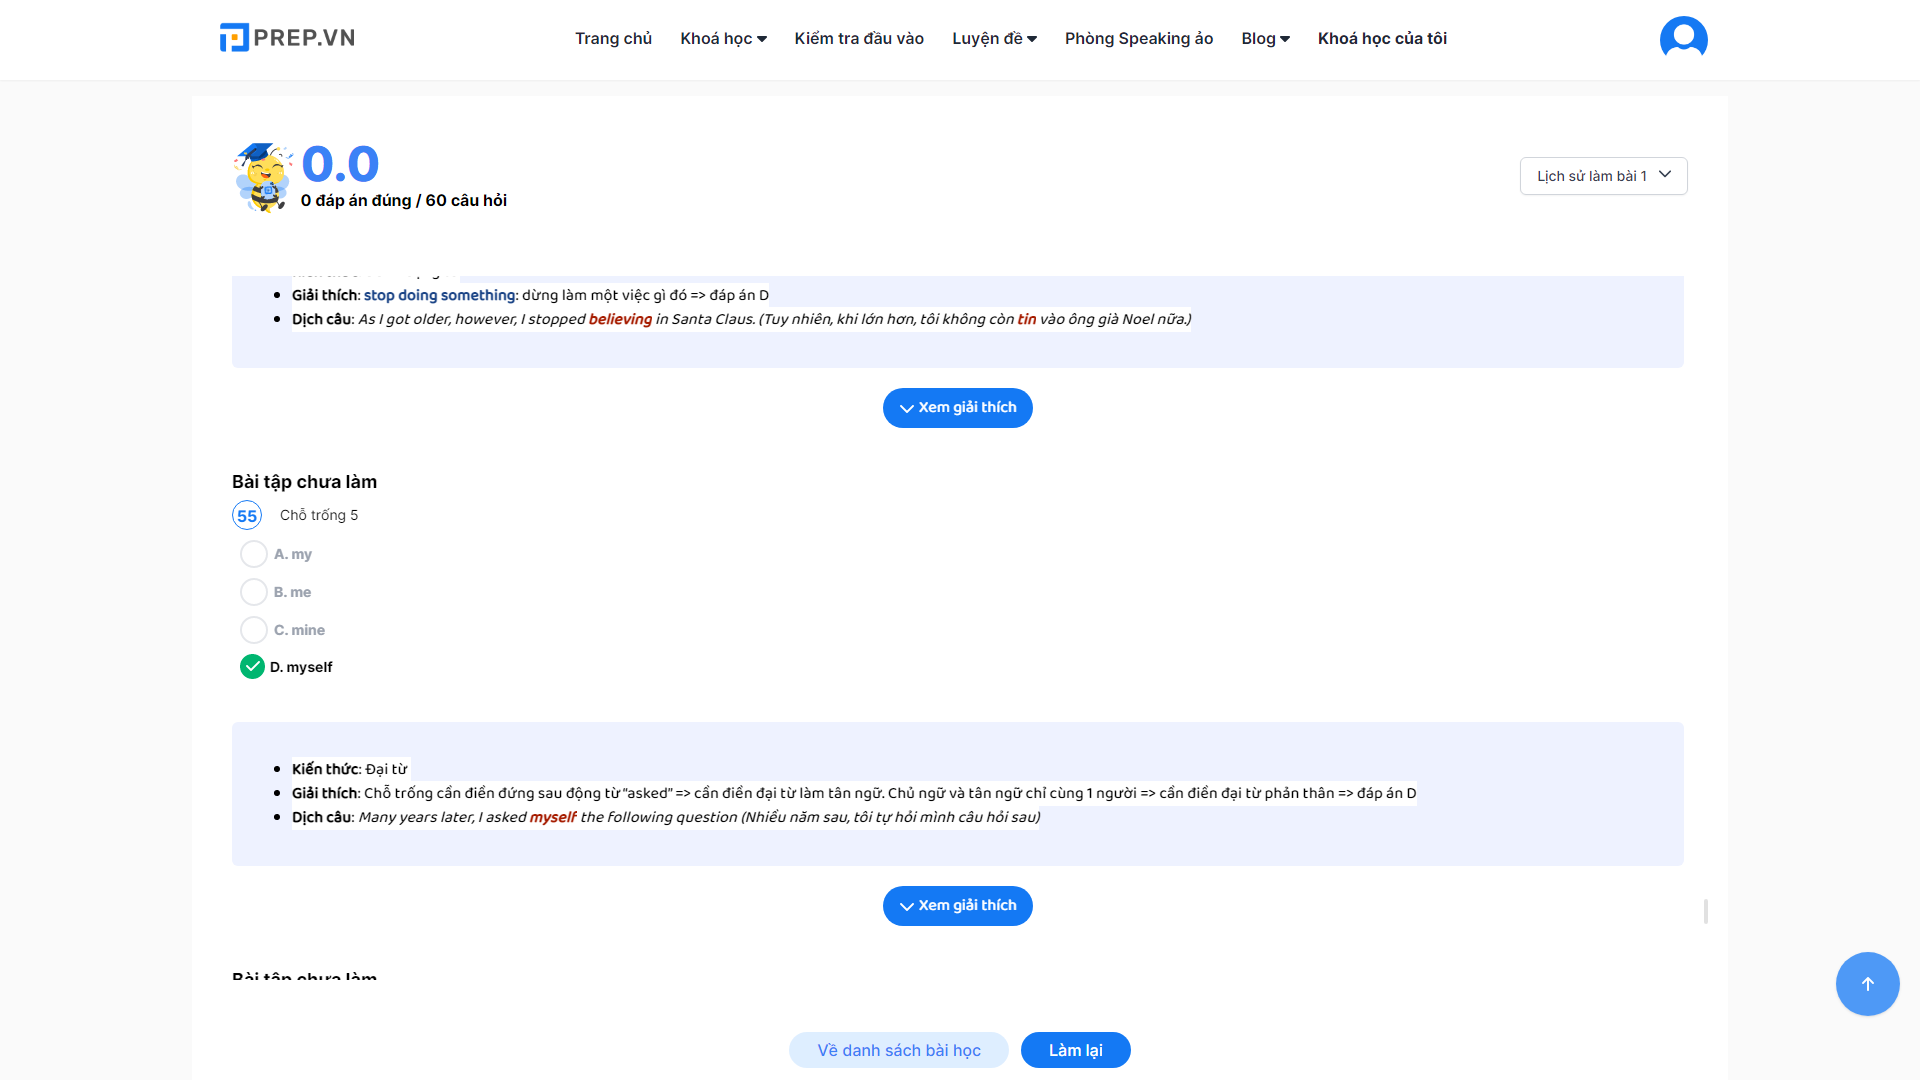 PREP.VN
Trang chủ Khoá học Kiểm tra đầu vào Luyện đề Phòng Speaking ảo Blog Khoá học của tôi
0.0
0 đáp án đúng / 60 câu hỏi
Lịch sử làm bài 1
Giải thích: stop doing something: dừng làm một việc gì đó => đáp án D
Dịch câu: As I got older, however, I stopped believing in Santa Claus. (Tuy nhiên, khi lớn hơn, tôi không còn tin vào ông già Noel nữa.)
Xem giải thích
Bài tập chưa làm
55 Chỗ trống 5
A. my
B. me
C. mine
D. myself
Kiến thức: Đại từ
Giải thích: Chỗ trống cần điền đứng sau động từ "asked" => cần điền đại từ làm tân ngữ. Chủ ngữ và tân ngữ chỉ cùng 1 người => cần điền đại từ phản thân => đáp án D
Dịch câu: Many years later, I asked myself the following question (Nhiều năm sau, tôi tự hỏi mình câu hỏi sau)
Xem giải thích
Bài tập chưa làm
Về danh sách bài học Làm lại